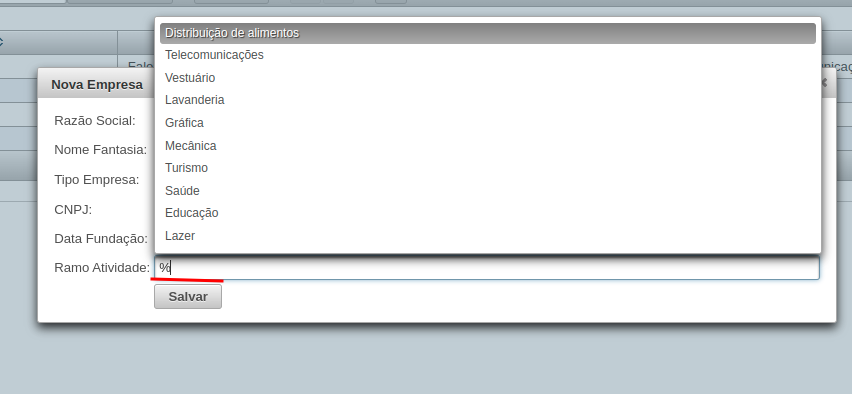 Distribuição de alimentos
Telecomunicações
Vestuário
Lavanderia
Gráfica
Mecânica
Turismo
Saúde
Educação
Lazer
Nova Empresa
Razão Social:
Nome Fantasia:
Tipo Empresa:
CNPJ:
Data Fundação:
Ramo Atividade: %
Salvar